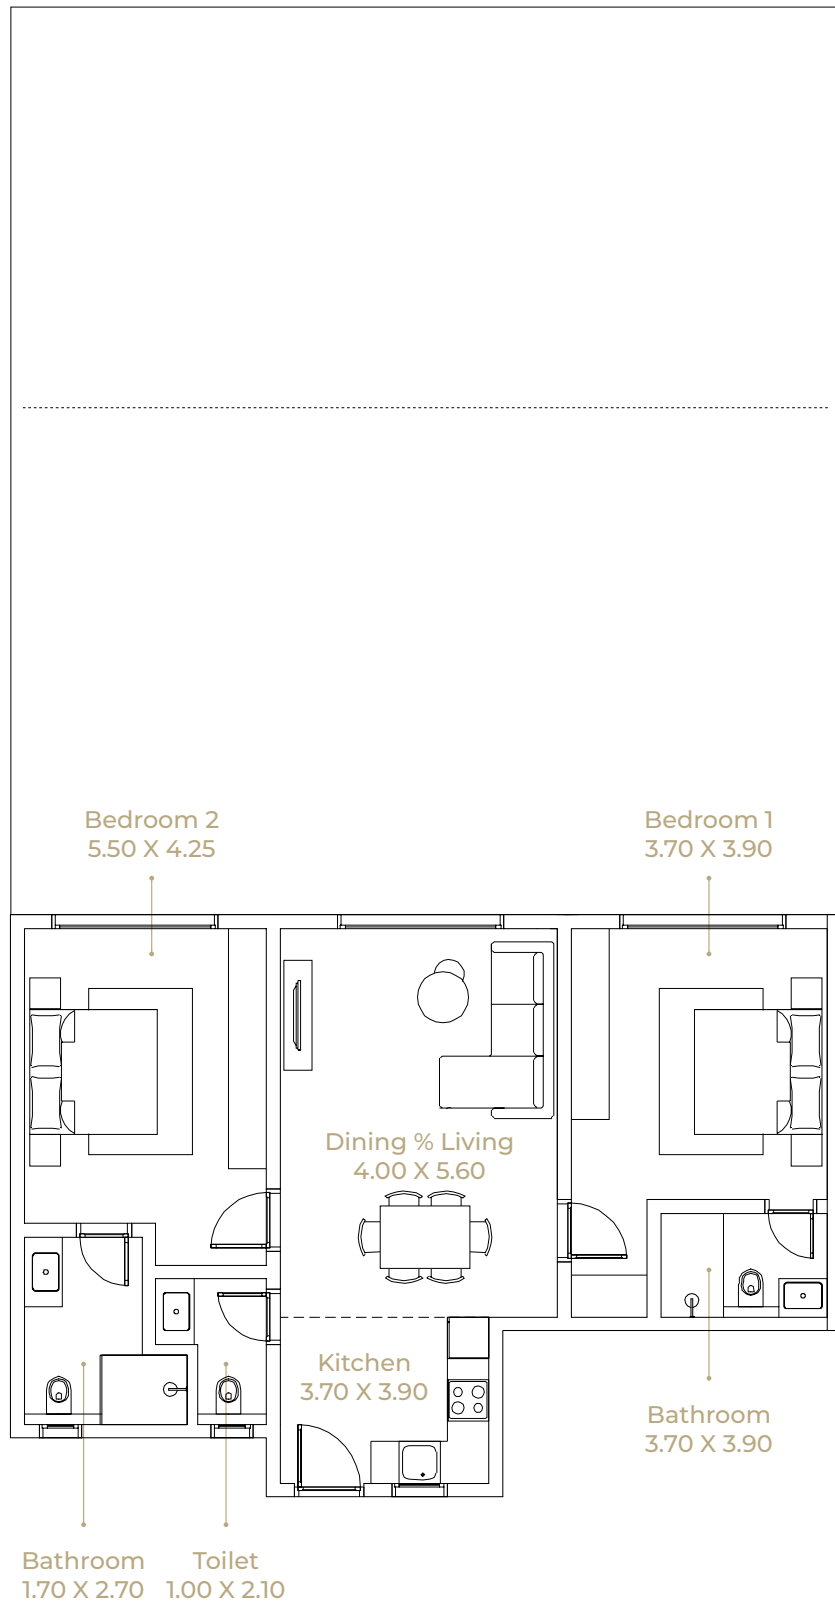 Bedroom 2
5.50 X 4.25
Bedroom 1
3.70 X 3.90
Dining % Living
4.00 X 5.60
Kitchen
3.70 X 3.90
Bathroom
3.70 X 3.90
Bathroom
1.70 X 2.70
Toilet
1.00 X 2.10